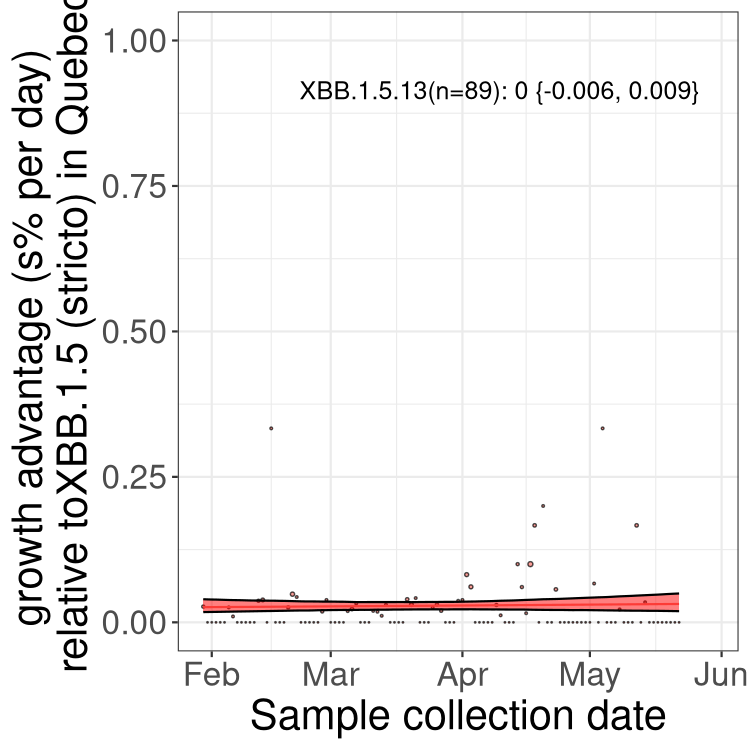 growth advantage (s% per day)
relative toXBB.1.5 (stricto) in Quebec
1.00
0.75
0.50
0.25
0.00
XBB.1.5.13(n=89): 0 {-0.006, 0.009}
Feb Mar Apr May Jun
Sample collection date